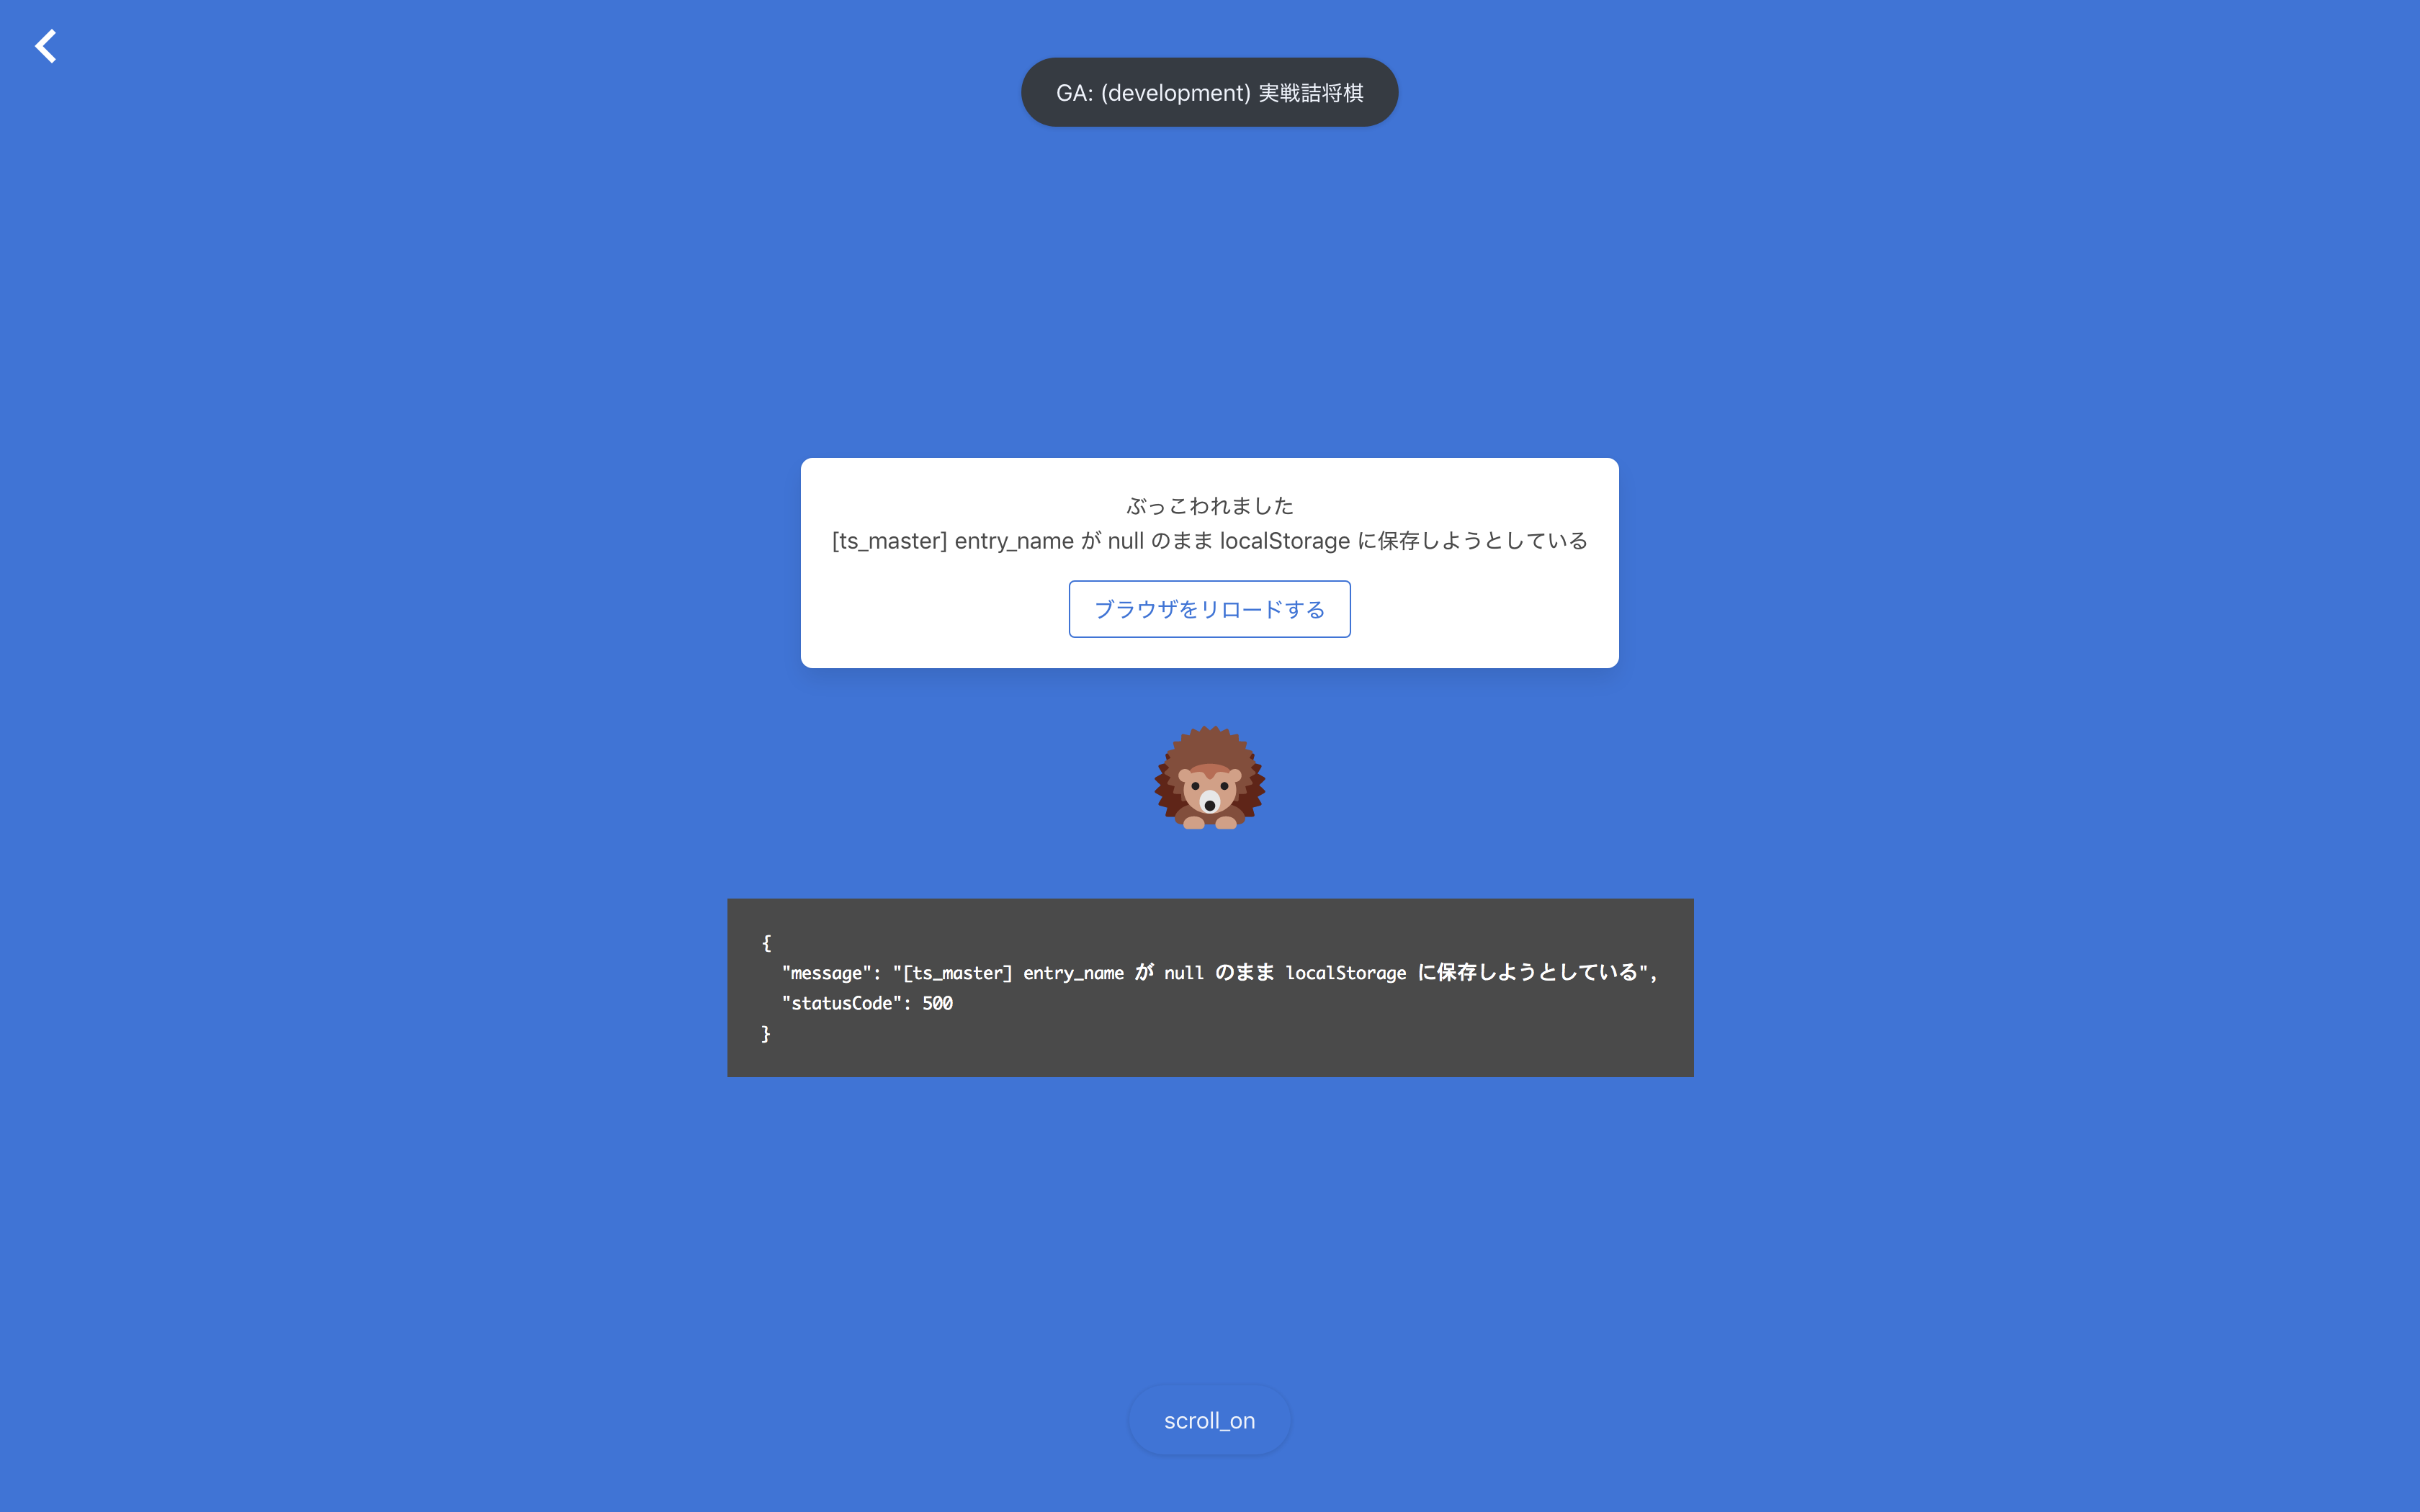 GA: (development) 実戦詰将棋
ぶっこわれました
[ts_master] entry_name が null のまま localStorage に保存しようとしている
ブラウザをリロードする
{
"message": "[ts_master] entry_name が null のまま localStorage に保存しようとしている",
"statusCode": 500
}
scroll_on